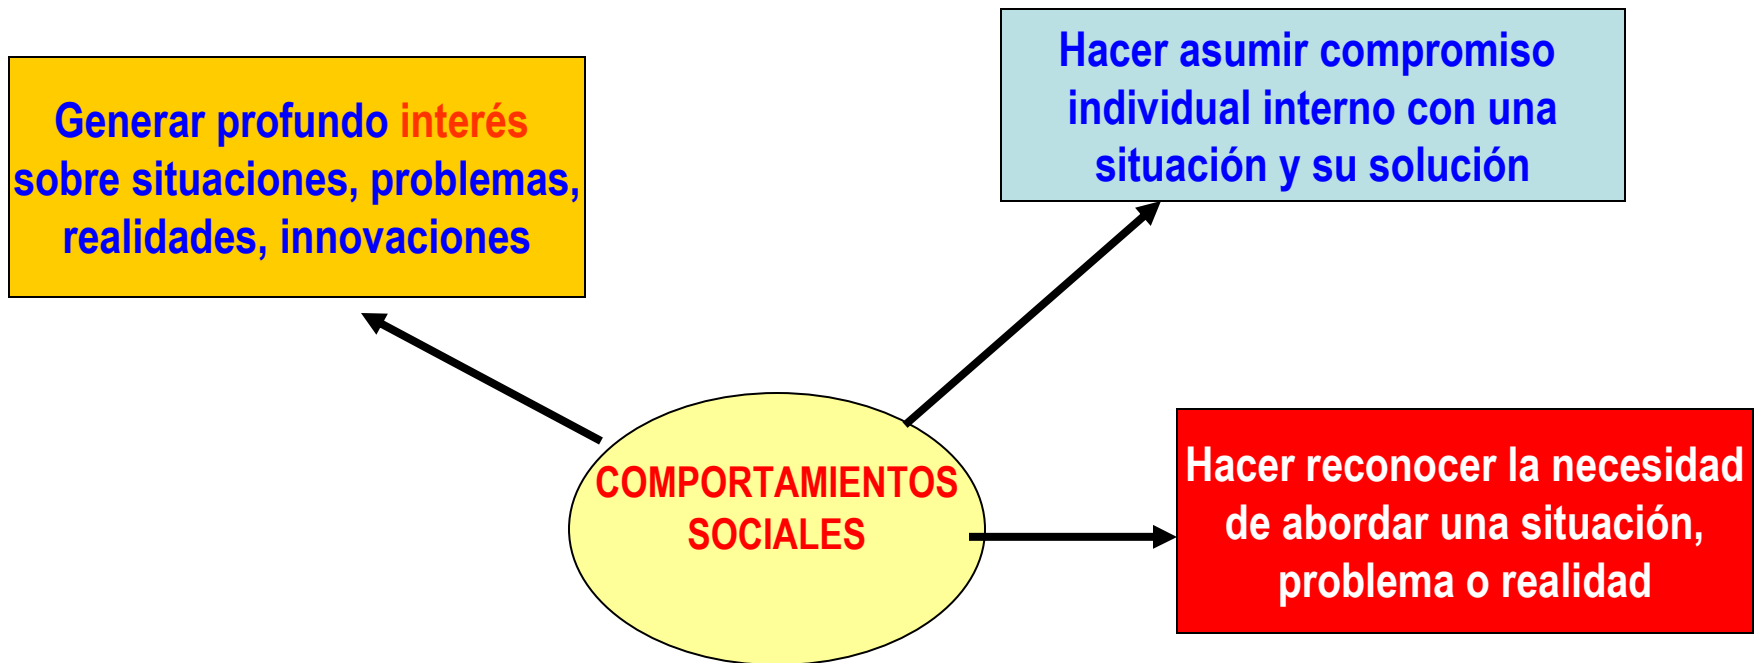 Generar profundo interés
sobre situaciones, problemas,
realidades, innovaciones
Hacer asumir compromiso
individual interno con una
situación y su solución
COMPORTAMIENTOS
SOCIALES
Hacer reconocer la necesidad
de abordar una situación,
problema o realidad